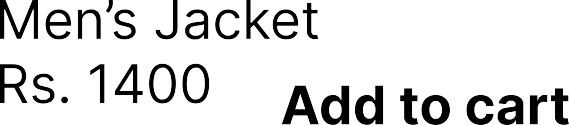 Men’s Jacket
Rs. 1400
Add to cart